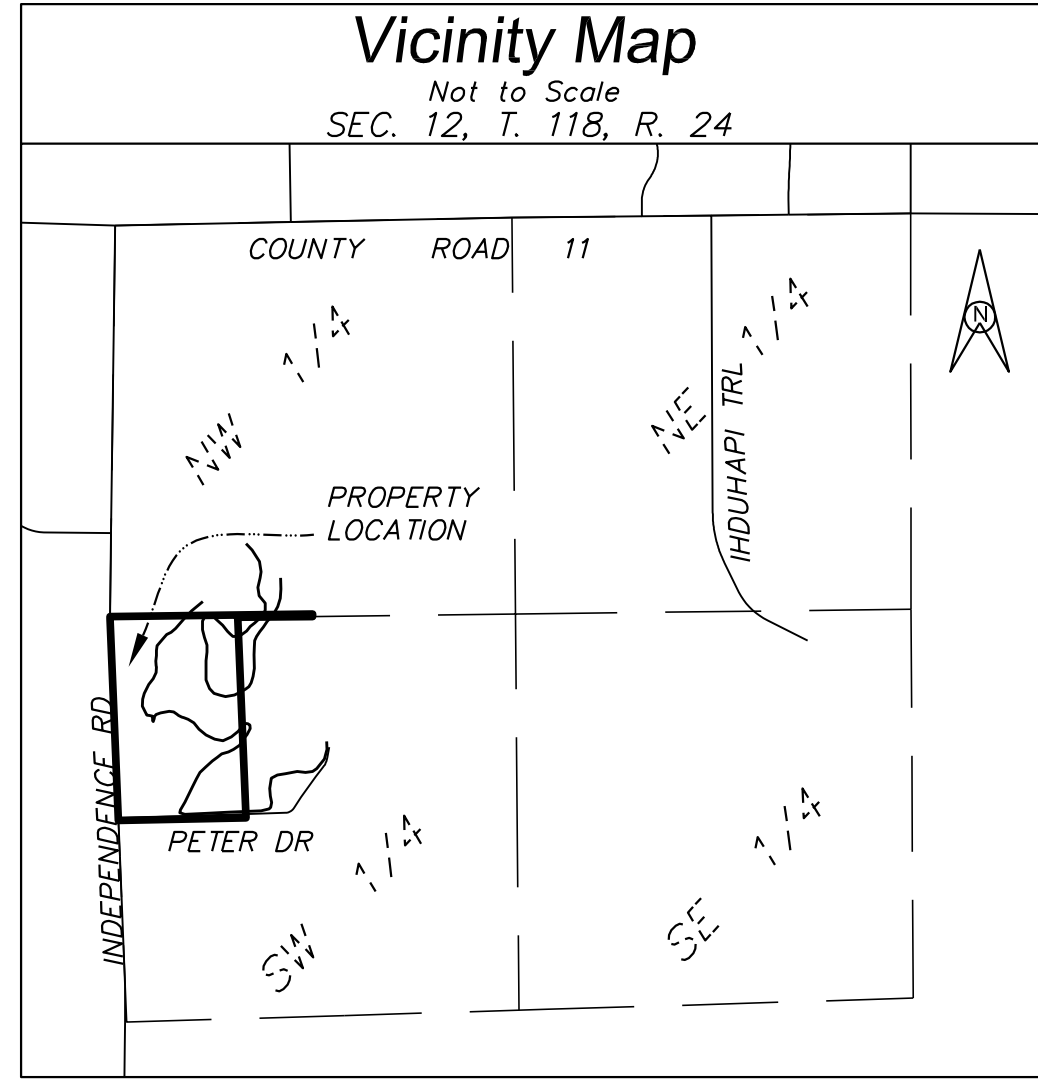 Vicinity Map
Not to Scale
SEC. 12, T. 118, R. 24
COUNTY ROAD 11
N
NW 1/4
NE 1/4
IHDUHAPI TRL
PROPERTY
LOCATION
INDEPENDENCE RD
PETER DR
SW 1/4
SE 1/4